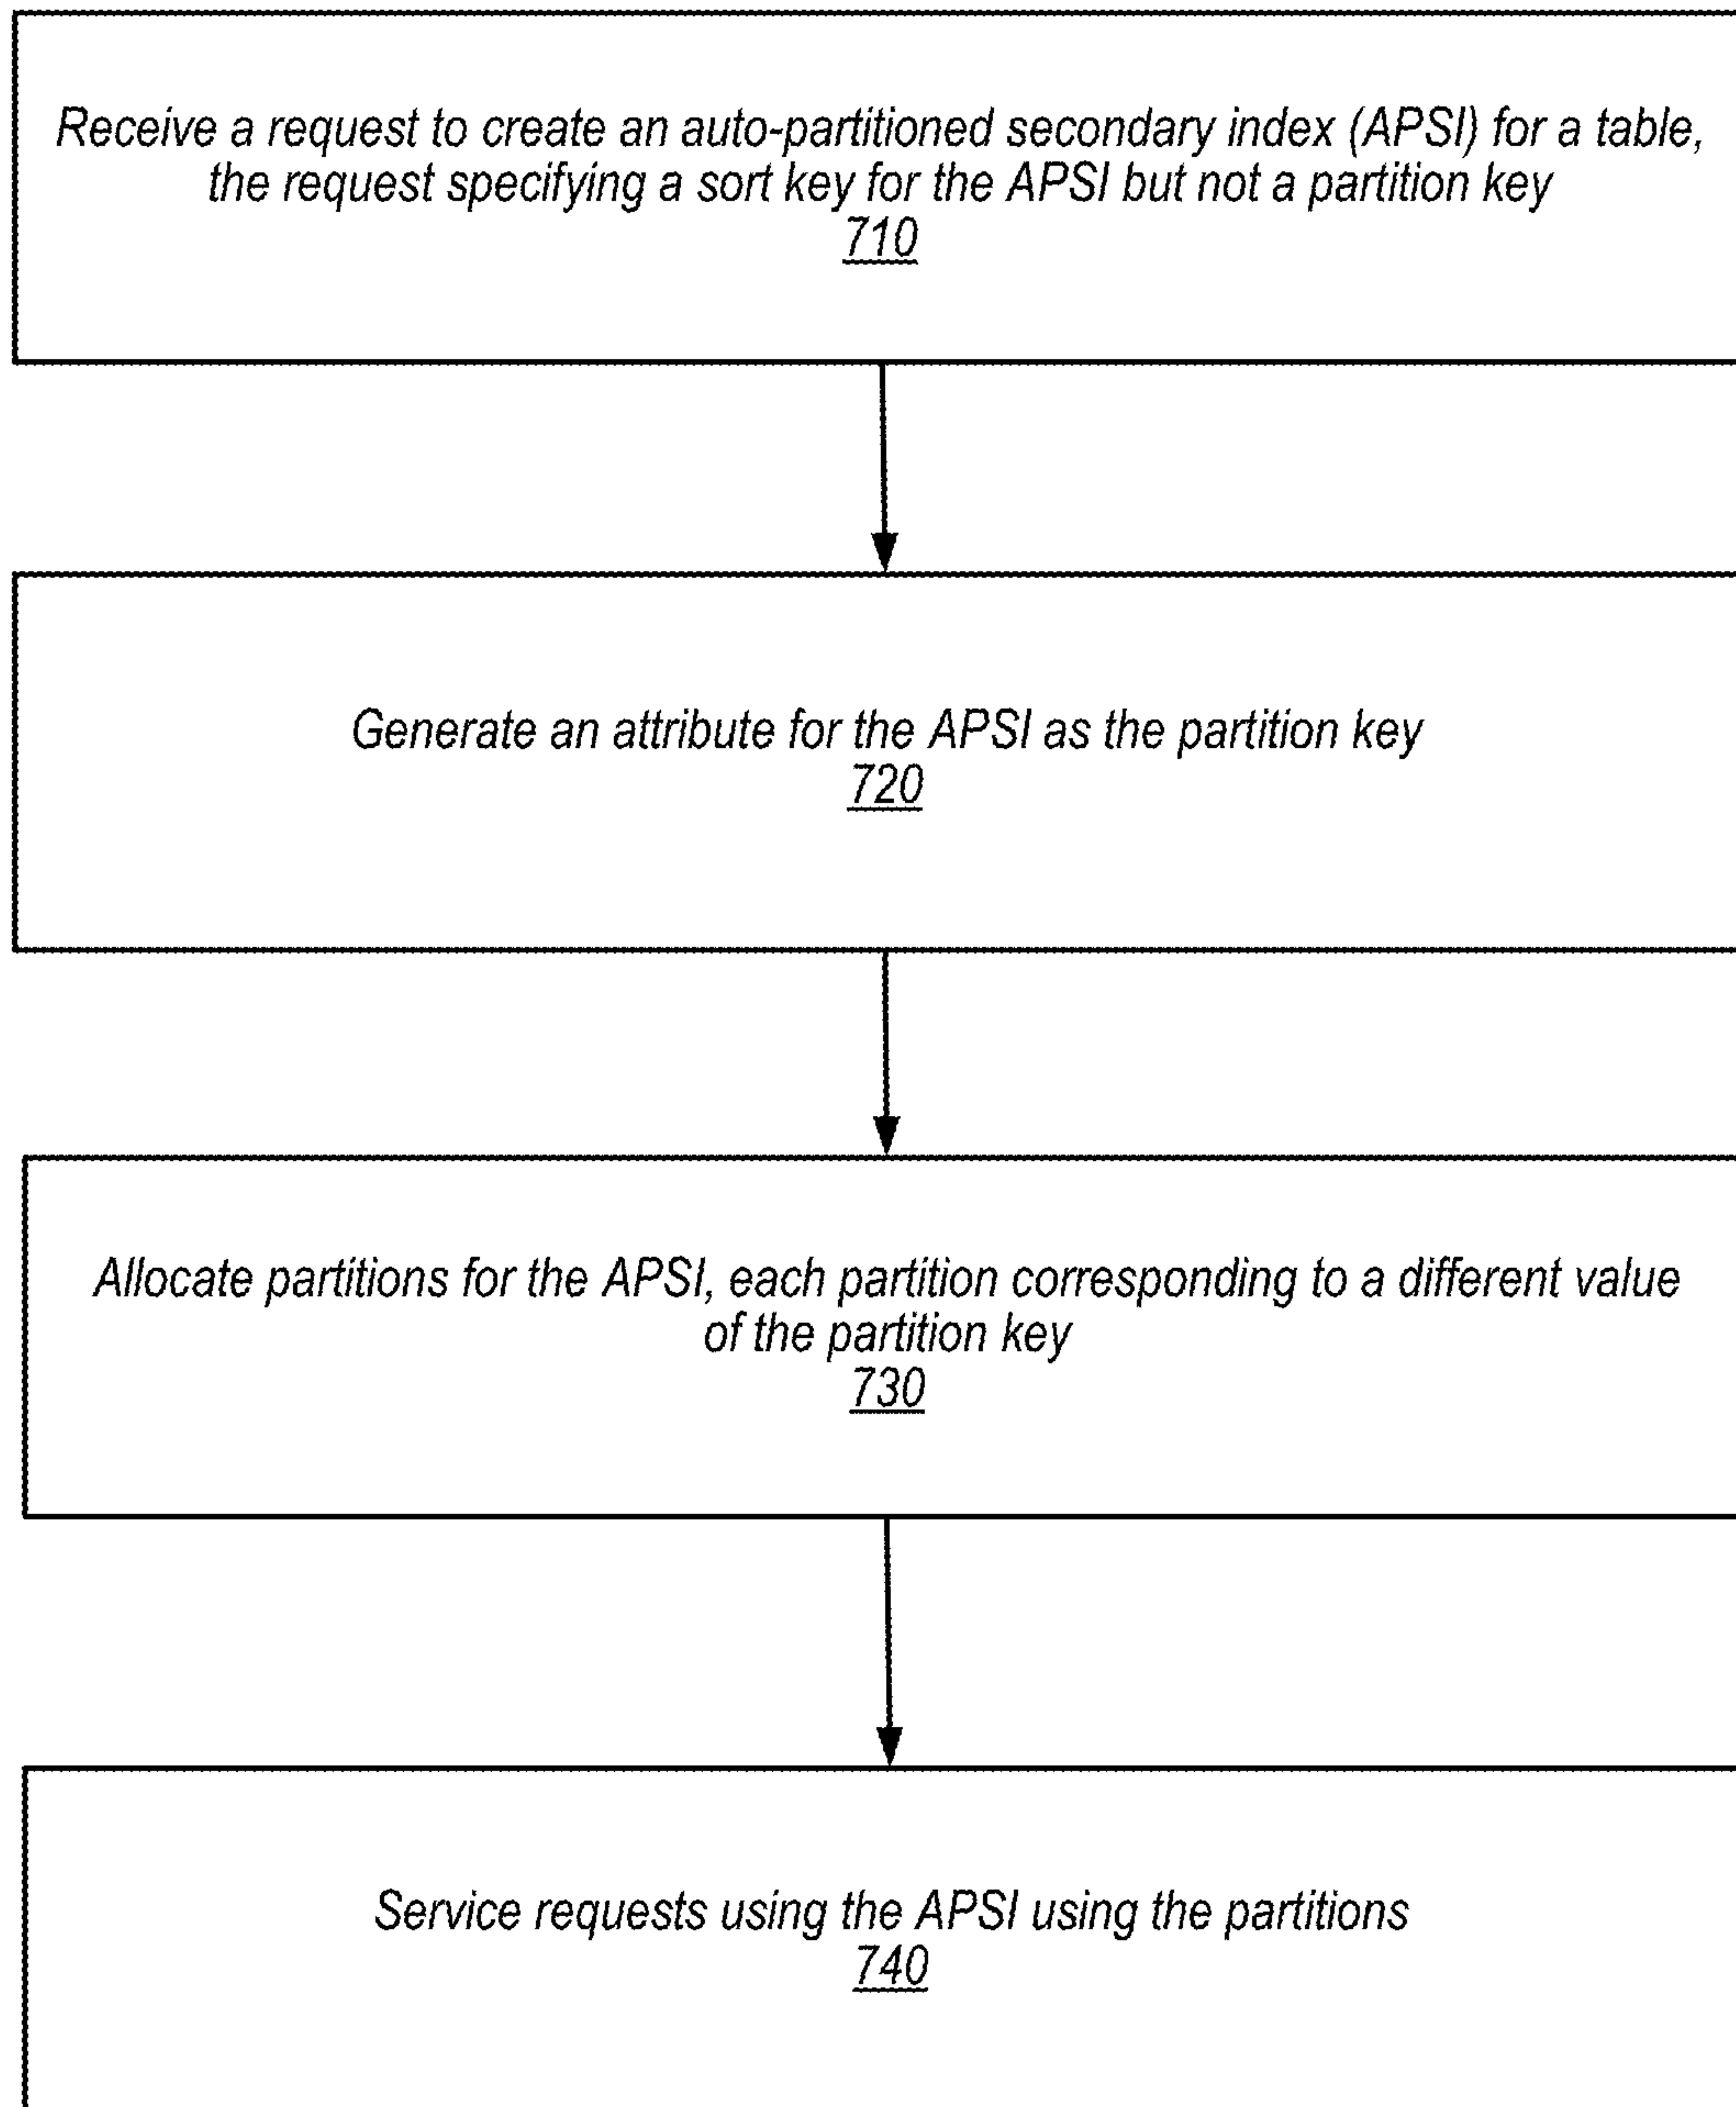 Receive a request to create an auto-partitioned secondary index (APSI) for a table,
the request specifying a sort key for the APSI but not a partition key
710
Generate an attribute for the APSI as the partition key
720
Allocate partitions for the APSI, each partition corresponding to a different value
of the partition key
730
Service requests using the APSI using the partitions
740